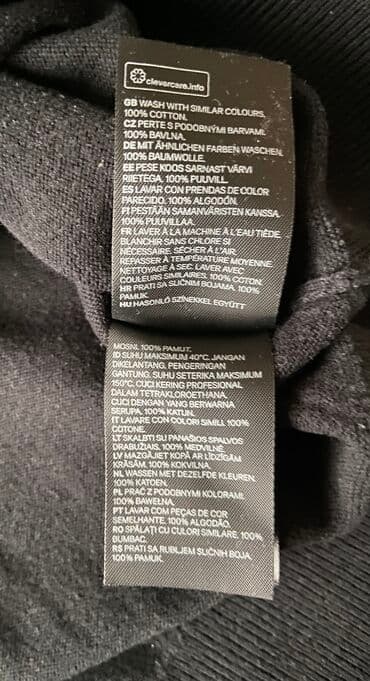 clevercare.info
GB WASH WITH SIMILAR COLOURS.
100% COTTON.
CZ PERTE S PODOBNÝMI BARVAMI.
100% BAVLNA.
DE MIT ÄHNLICHEN FARBEN WASCHEN.
100% BAUMWOLLE.
EE PESE KOOS SARNAST VÄRVI
RIIETEGA. 100% PUUVILL.
ES LAVAR CON PRENDAS DE COLOR
PARECIDO. 100% ALGODÓN.
FI PESTÄÄN SAMANVÄRISTEN KANSSA.
100% PUUVILLAA.
FR LAVER À LA MACHINE À L'EAU TIÈDE.
BLANCHIR SANS CHLORE SI
NÉCESSAIRE. SÉCHER À L'AIR.
REPASSER À TEMPÉRATURE MOYENNE.
NETTOYAGE À SEC. LAVER AVEC
COULEURS SIMILAIRES. 100% COTON.
HR PRATI SA SLIČNIM BOJAMA. 100%
PAMUK.
HU HASONLÓ SZÍNEKKEL EGYÜTT
MOSNI. 100% PAMUT.
ID SUHU MAKSIMUM 40°C. JANGAN
DIKELANTANG. PENGERINGAN
GANTUNG. SUHU SETERIKA MAKSIMUM
150°C. CUCI KERING PROFESIONAL
DALAM TETRAKLOROETHANA.
CUCI DENGAN YANG BERWARNA
SERUPA. 100% KATUN.
IT LAVARE CON COLORI SIMILI. 100%
COTONE.
LT SKALBTI SU PANAŠIOS SPALVOS
DRABUŽIAIS. 100% MEDVILNĖ.
LV MAZGĀJIET KOPĀ AR LĪDZĪGĀM
KRĀSĀM. 100% KOKVILNA.
NL WASSEN MET DEZELFDE KLEUREN.
100% KATOEN.
PL PRAĆ Z PODOBNYMI KOLORAMI.
100% BAWEŁNA.
PT LAVAR COM PEÇAS DE COR
SEMELHANTE. 100% ALGODÃO.
RO SPĂLAȚI CU CULORI SIMILARE. 100%
BUMBAC.
RS PRATI SA RUBLJEM SLIČNIH BOJA.
100% PAMUK.